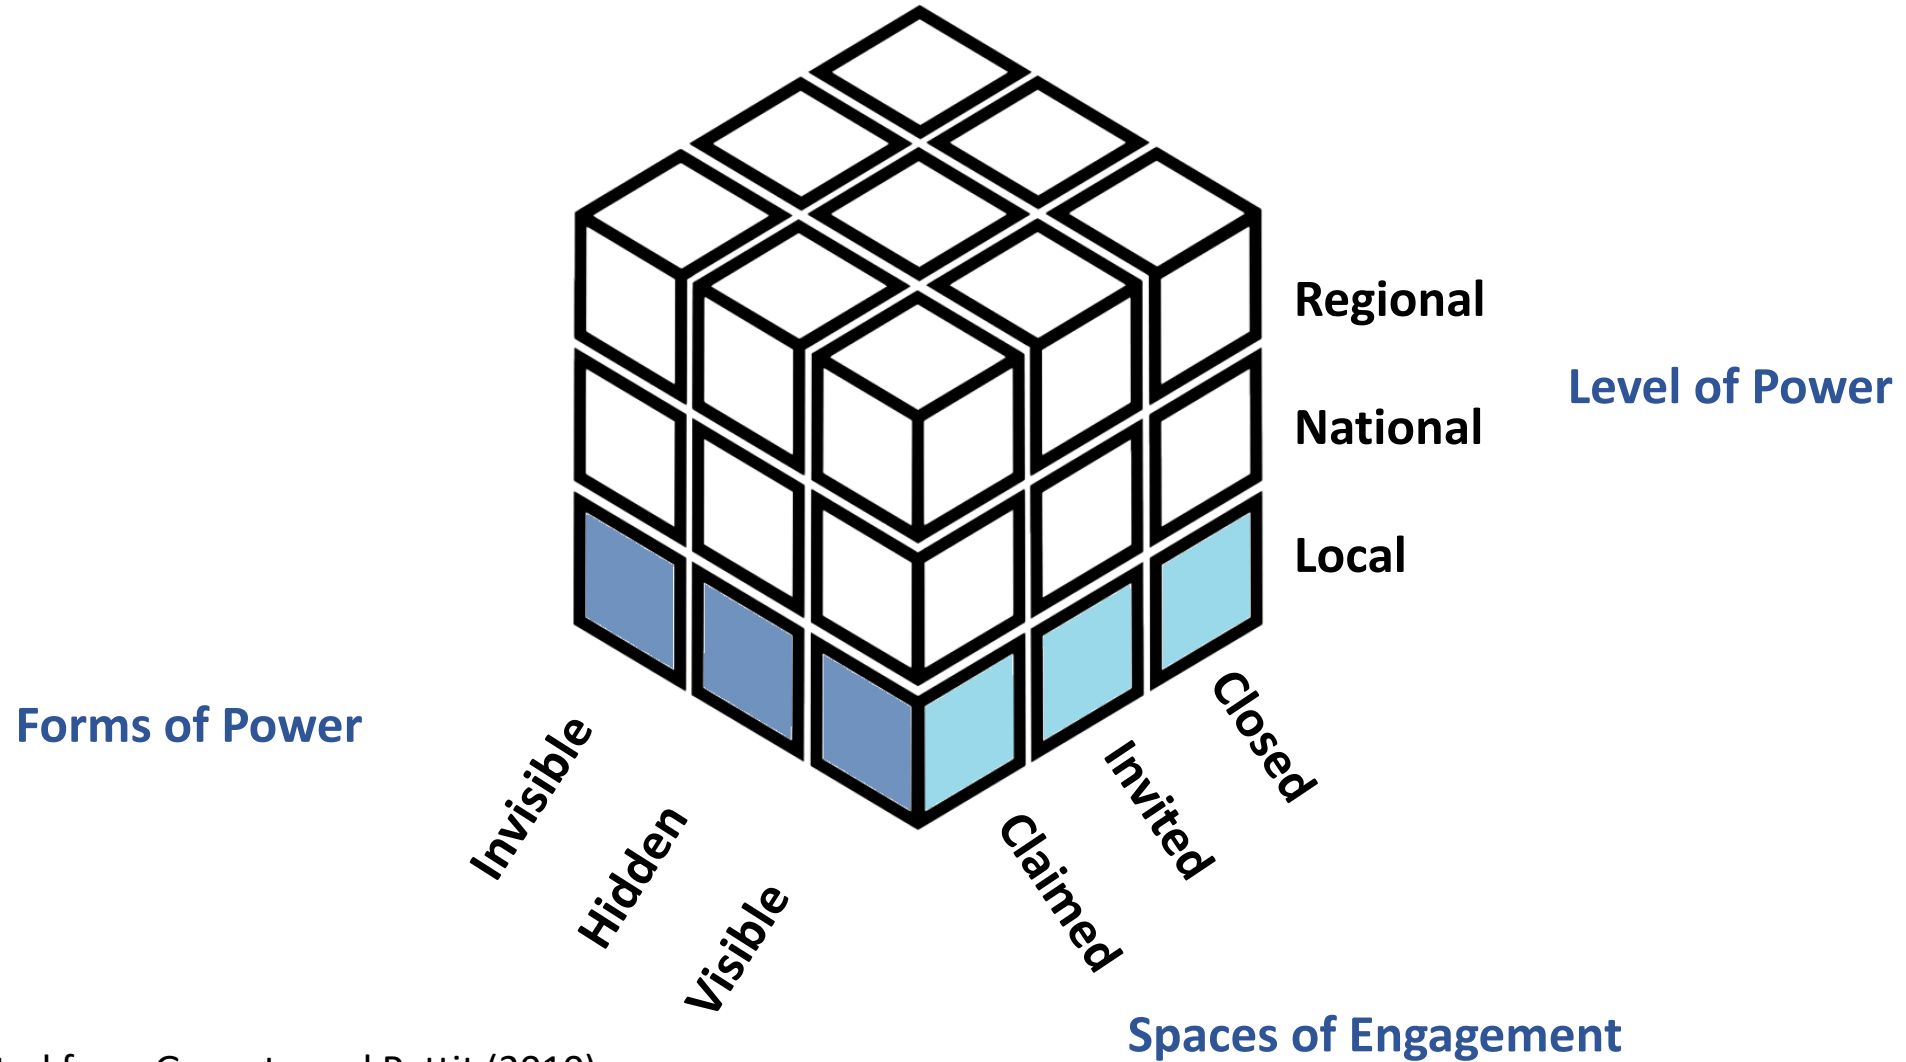 Regional
Level of Power
National
Local
Forms of Power
Invisible
Hidden
Visible
Closed
Invited
Claimed
Spaces of Engagement